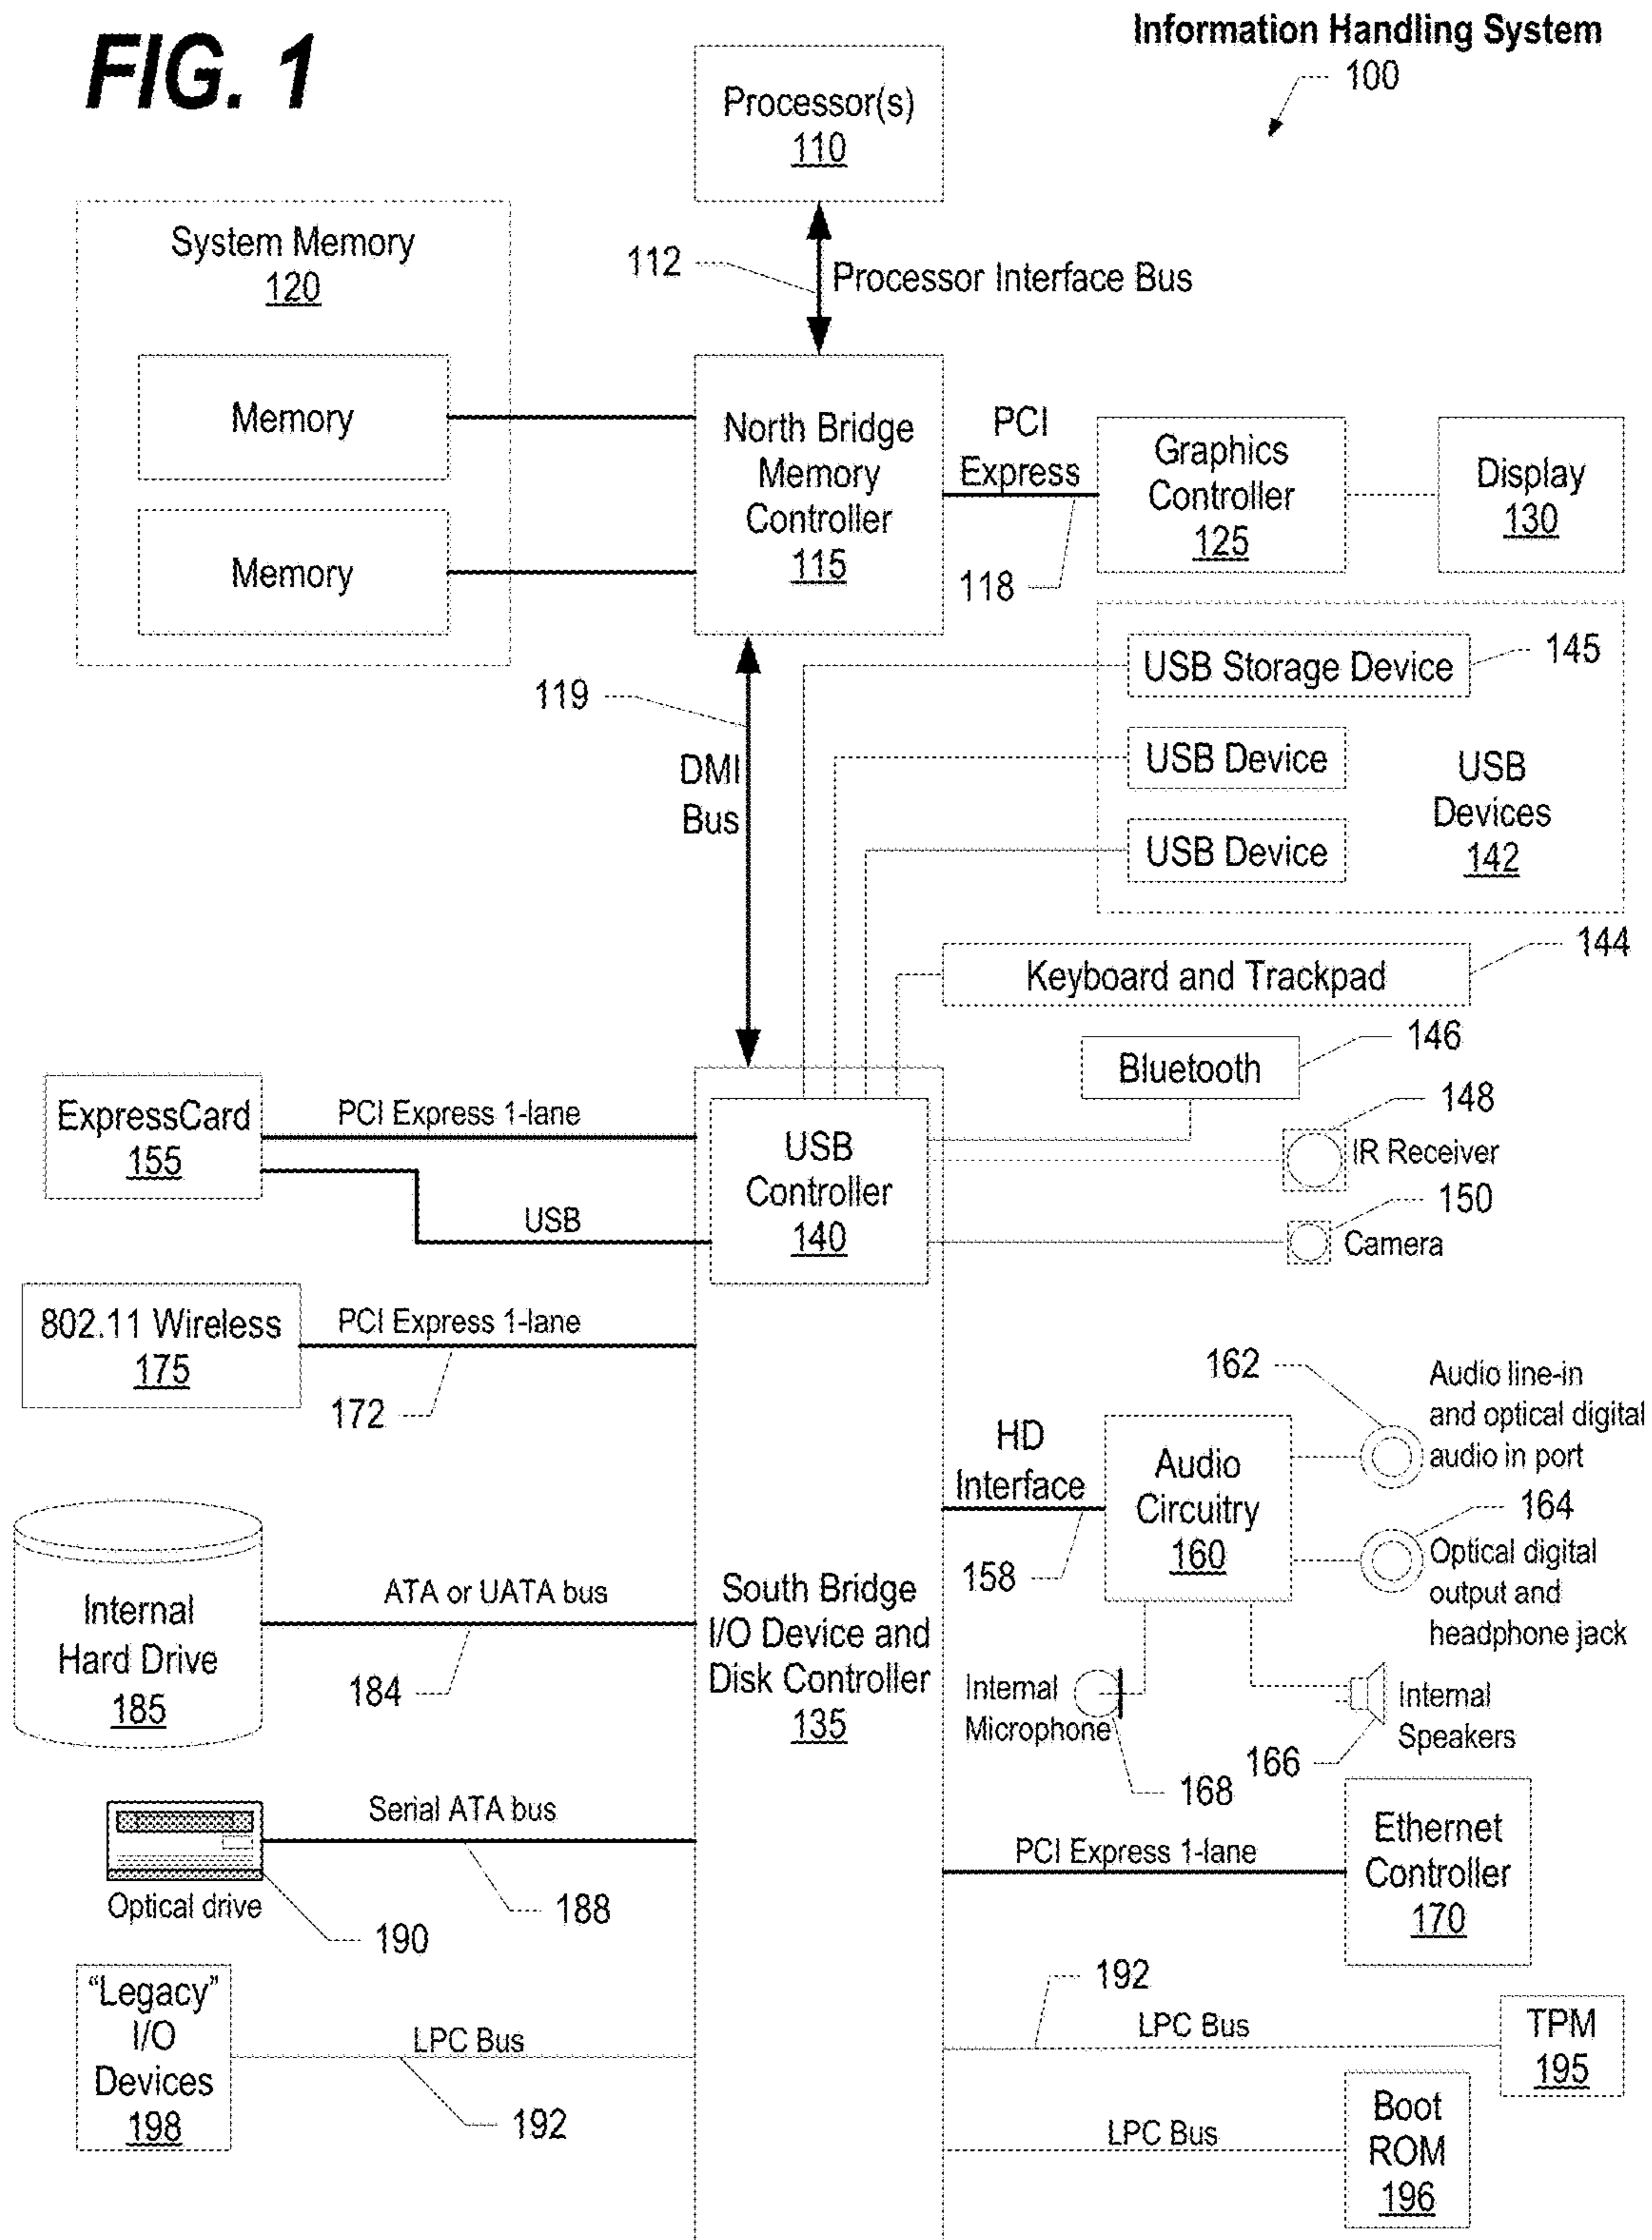 FIG. 1
Information Handling System
100
Processor(s)
110
System Memory
120
112
Processor Interface Bus
Memory
Memory
North Bridge
Memory
Controller
115
PCI
Express
118
Graphics
Controller
125
Display
130
119
DMI
Bus
USB Storage Device
145
USB Device
USB Device
USB
Devices
142
Keyboard and Trackpad
144
Bluetooth
146
148
IR Receiver
150
Camera
ExpressCard
155
PCI Express 1-lane
USB
USB
Controller
140
802.11 Wireless
175
PCI Express 1-lane
172
162
Audio line-in
and optical digital
audio in port
HD
Interface
158
Audio
Circuitry
160
164
Optical digital
output and
headphone jack
Internal
Hard Drive
185
ATA or UATA bus
184
South Bridge
I/O Device and
Disk Controller
135
Internal
Microphone
168
166
Internal
Speakers
Optical drive
190
Serial ATA bus
188
PCI Express 1-lane
Ethernet
Controller
170
"Legacy"
I/O
Devices
198
LPC Bus
192
192
LPC Bus
TPM
195
LPC Bus
Boot
ROM
196